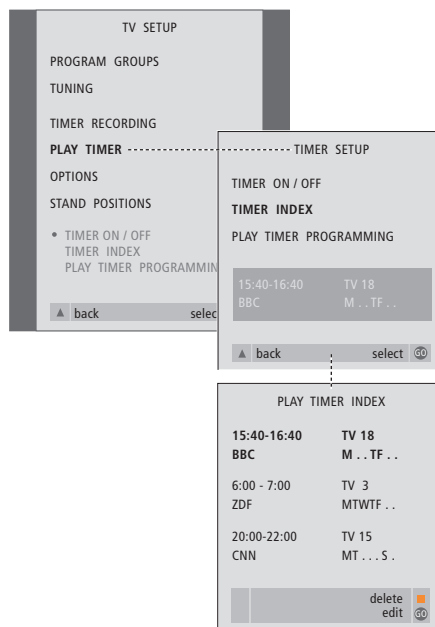 TV SETUP
PROGRAM GROUPS
TUNING
TIMER RECORDING
PLAY TIMER
OPTIONS
STAND POSITIONS
• TIMER ON / OFF
TIMER INDEX
PLAY TIMER PROGRAMMIN
▲ back selec
TIMER SETUP
TIMER ON / OFF
TIMER INDEX
PLAY TIMER PROGRAMMING
15:40-16:40 TV 18
BBC M . . TF . .
▲ back select GO
PLAY TIMER INDEX
15:40-16:40 TV 18
BBC M . . TF . .
6:00 - 7:00 TV 3
ZDF MTWTF . .
20:00-22:00 TV 15
CNN MT . . . S .
delete
edit GO